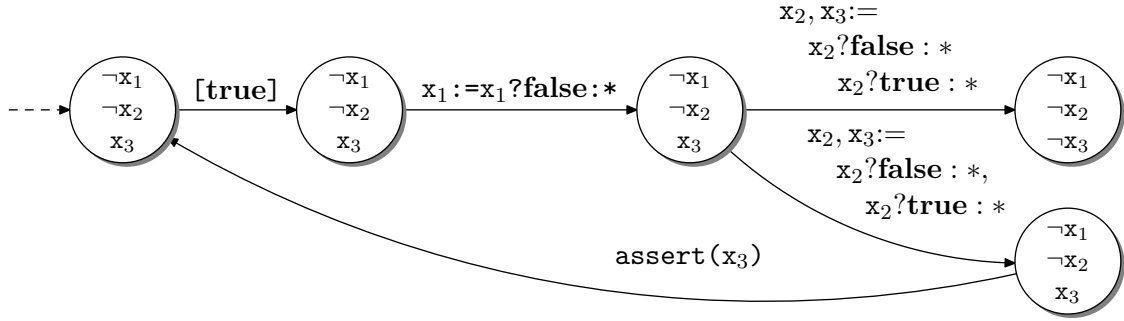 x₂, x₃:=
x₂?false : ∗
x₂?true : ∗
¬x₁
¬x₂
x₃
[true]
¬x₁
¬x₂
x₃
x₁:=x₁?false:*
¬x₁
¬x₂
x₃
¬x₁
¬x₂
¬x₃
x₂, x₃:=
x₂?false : ∗,
x₂?true : ∗
assert(x₃)
¬x₁
¬x₂
x₃